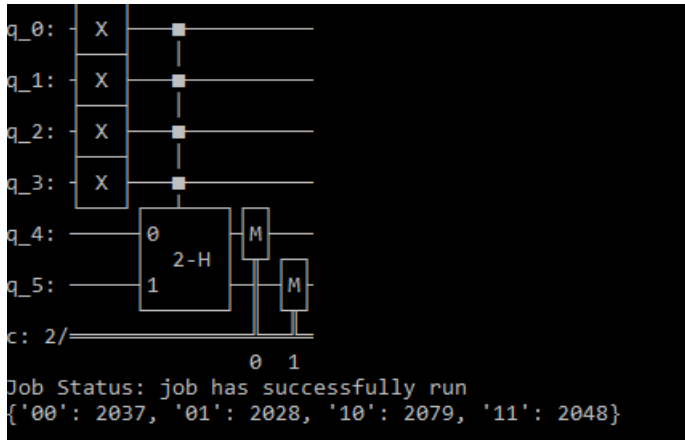 q_0: X
q_1: X
q_2: X
q_3: X
q_4: 0 M
2-H
q_5: 1 M
c: 2/
0 1
Job Status: job has successfully run
{'00': 2037, '01': 2028, '10': 2079, '11': 2048}